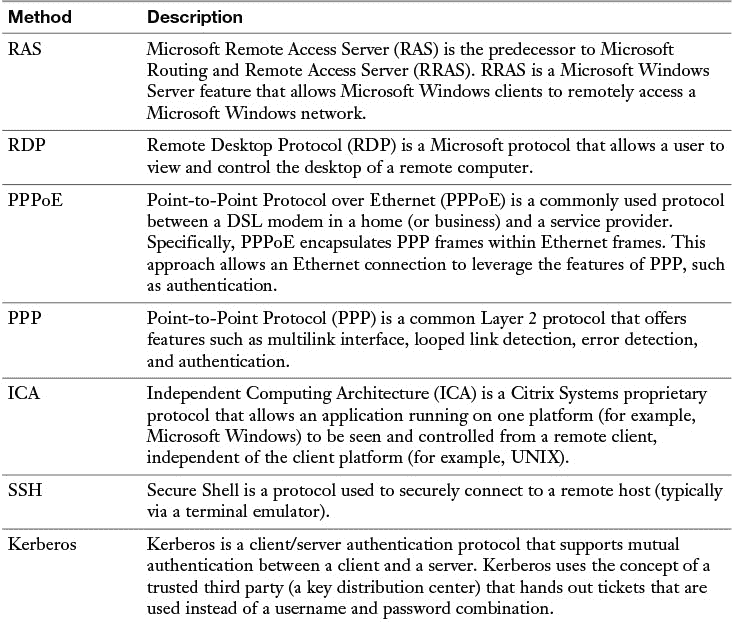 Method Description
RAS Microsoft Remote Access Server (RAS) is the predecessor to Microsoft
Routing and Remote Access Server (RRAS). RRAS is a Microsoft Windows
Server feature that allows Microsoft Windows clients to remotely access a
Microsoft Windows network.
RDP Remote Desktop Protocol (RDP) is a Microsoft protocol that allows a user to
view and control the desktop of a remote computer.
PPPoE Point-to-Point Protocol over Ethernet (PPPoE) is a commonly used protocol
between a DSL modem in a home (or business) and a service provider.
Specifically, PPPoE encapsulates PPP frames within Ethernet frames. This
approach allows an Ethernet connection to leverage the features of PPP, such
as authentication.
PPP Point-to-Point Protocol (PPP) is a common Layer 2 protocol that offers
features such as multilink interface, looped link detection, error detection,
and authentication.
ICA Independent Computing Architecture (ICA) is a Citrix Systems proprietary
protocol that allows an application running on one platform (for example,
Microsoft Windows) to be seen and controlled from a remote client,
independent of the client platform (for example, UNIX).
SSH Secure Shell is a protocol used to securely connect to a remote host (typically
via a terminal emulator).
Kerberos Kerberos is a client/server authentication protocol that supports mutual
authentication between a client and a server. Kerberos uses the concept of a
trusted third party (a key distribution center) that hands out tickets that are
used instead of a username and password combination.